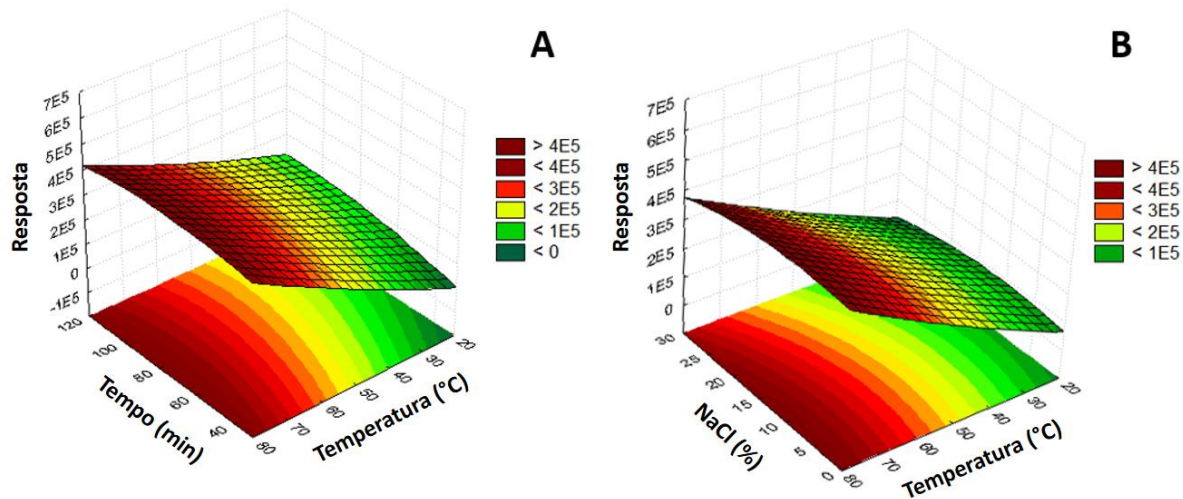 A
7E5
6E5
5E5
4E5
3E5
2E5
1E5
0
-1E5
Resposta
120
100
80
60
40
Tempo (min)
80
70
60
50
40
30
20
Temperatura (°C)
> 4E5
< 4E5
< 3E5
< 2E5
< 1E5
< 0
B
7E5
6E5
5E5
4E5
3E5
2E5
1E5
0
Resposta
30
25
20
15
10
5
0
NaCl (%)
80
70
60
50
40
30
20
Temperatura (°C)
> 4E5
< 4E5
< 3E5
< 2E5
< 1E5